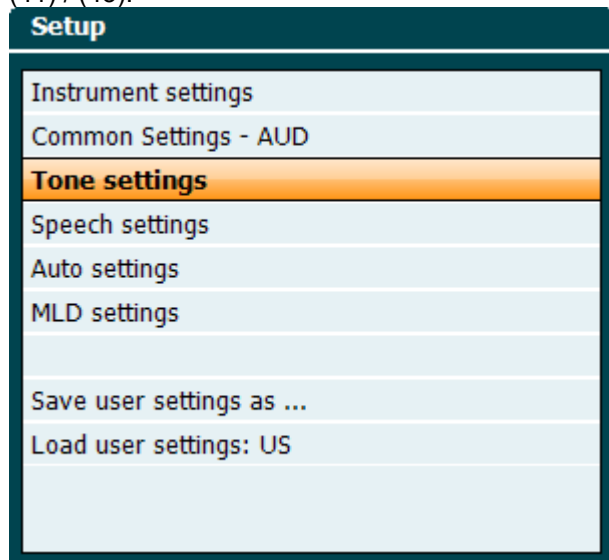 Setup
Instrument settings
Common Settings - AUD
Tone settings
Speech settings
Auto settings
MLD settings
Save user settings as ...
Load user settings: US